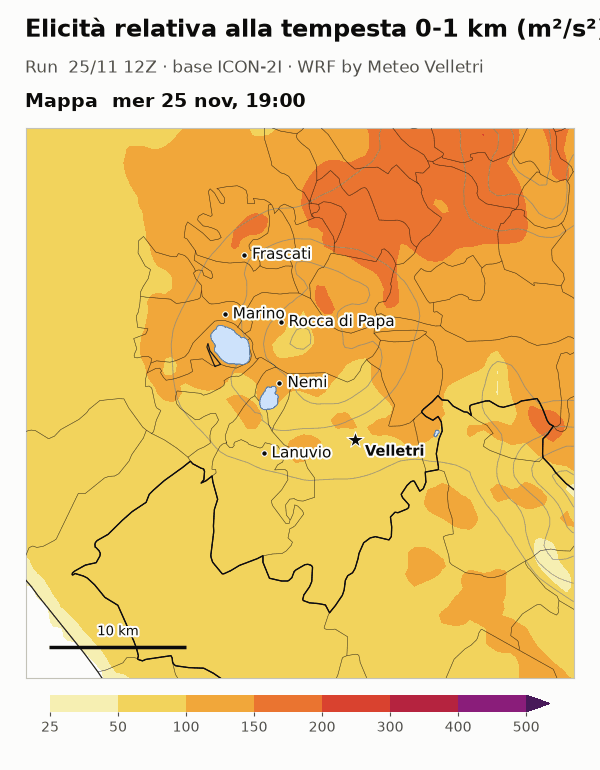 Elicità relativa alla tempesta 0-1 km (m²/s²)
Run 25/11 12Z · base ICON-2I · WRF by Meteo Velletri
Mappa mer 25 nov, 19:00
Frascati
Marino
Rocca di Papa
Nemi
Velletri
Lanuvio
10 km
25 50 100 150 200 300 400 500